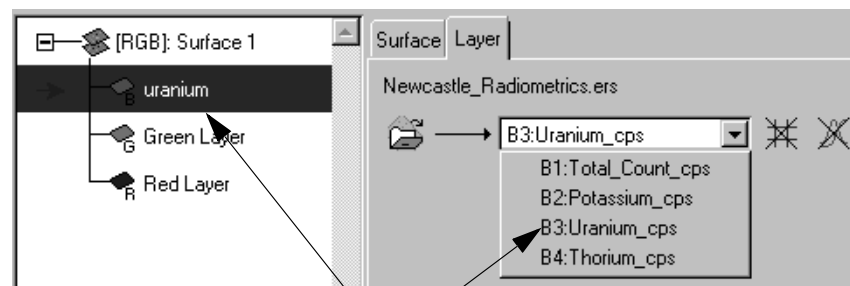 [RGB]: Surface 1
uranium
B
Green Layer
G
Red Layer
R
Surface Layer
Newcastle_Radiometrics.ers
B3:Uranium_cps
B1:Total_Count_cps
B2:Potassium_cps
B3:Uranium_cps
B4:Thorium_cps